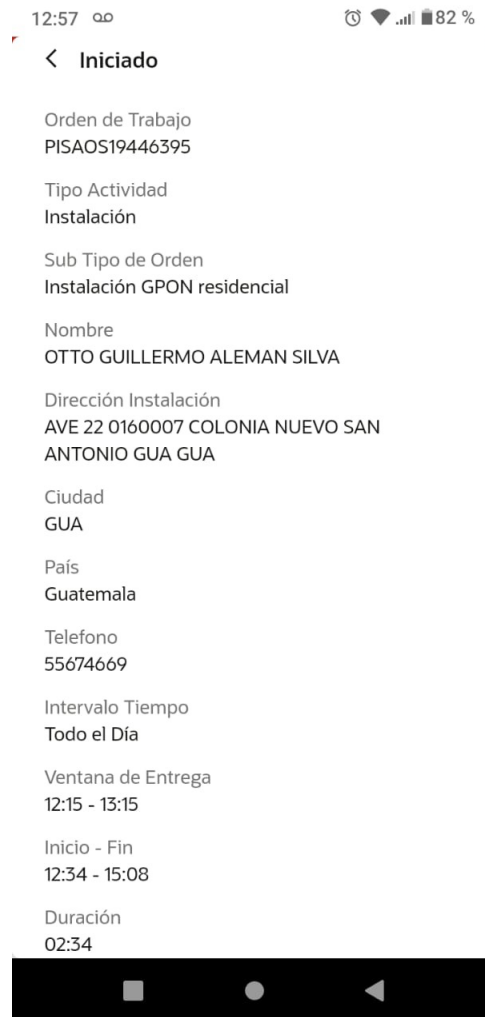 12:57
82 %
Iniciado
Orden de Trabajo
PISAOS19446395
Tipo Actividad
Instalación
Sub Tipo de Orden
Instalación GPON residencial
Nombre
OTTO GUILLERMO ALEMAN SILVA
Dirección Instalación
AVE 22 0160007 COLONIA NUEVO SAN
ANTONIO GUA GUA
Ciudad
GUA
País
Guatemala
Telefono
55674669
Intervalo Tiempo
Todo el Día
Ventana de Entrega
12:15 - 13:15
Inicio - Fin
12:34 - 15:08
Duración
02:34